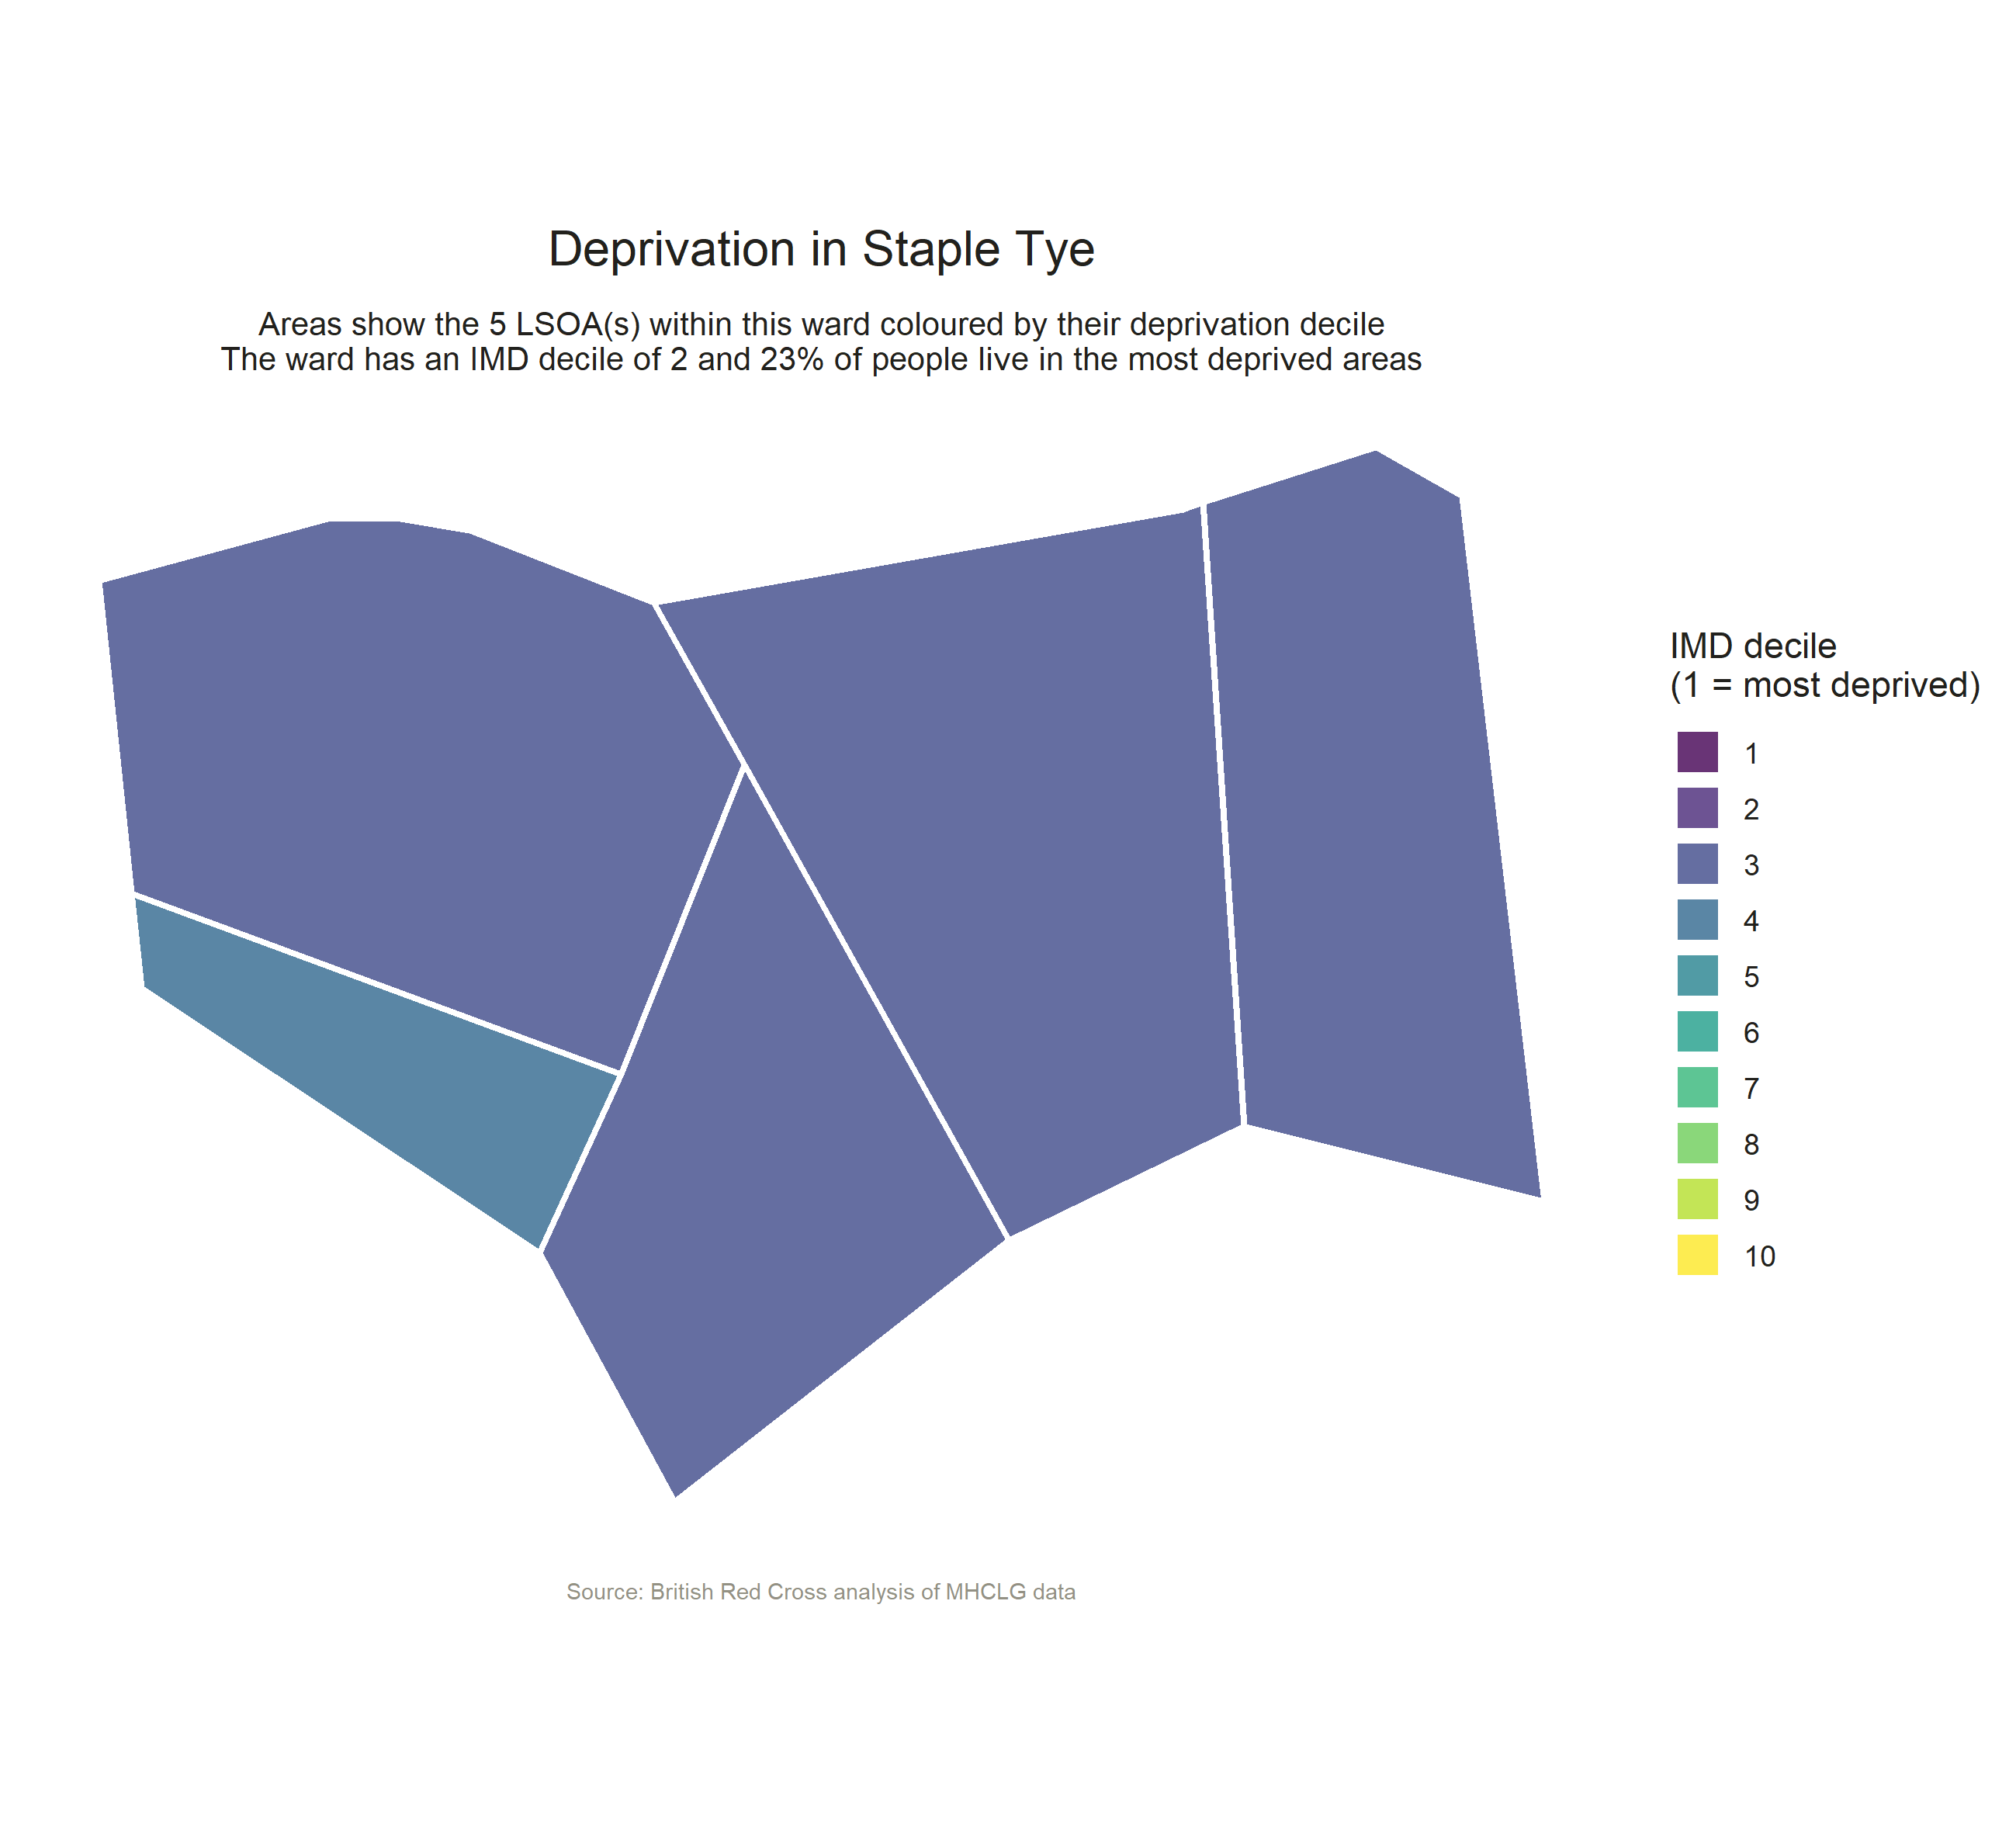 Deprivation in Staple Tye
Areas show the 5 LSOA(s) within this ward coloured by their deprivation decile
The ward has an IMD decile of 2 and 23% of people live in the most deprived areas
IMD decile
(1 = most deprived)
1
2
3
4
5
6
7
8
9
10
Source: British Red Cross analysis of MHCLG data